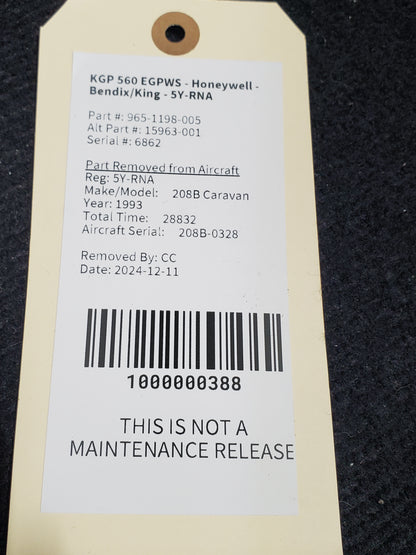 KGP 560 EGPWS - Honeywell -
Bendix/King - 5Y-RNA
Part #: 965-1198-005
Alt Part #: 15963-001
Serial #: 6862
Part Removed from Aircraft
Reg: 5Y-RNA
Make/Model: 208B Caravan
Year: 1993
Total Time: 28832
Aircraft Serial: 208B-0328
Removed By: CC
Date: 2024-12-11
1000000388
THIS IS NOT A
MAINTENANCE RELEASE